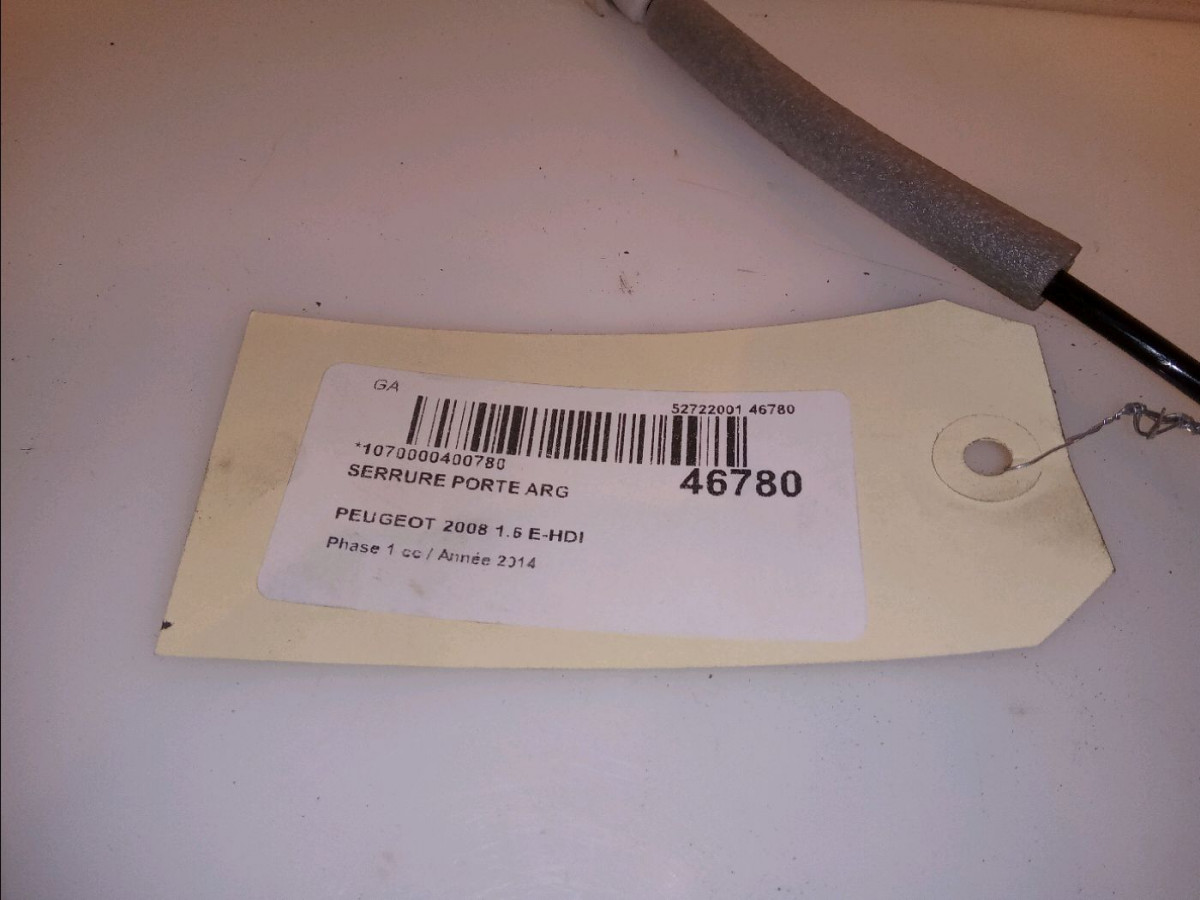 GA
52722001 46780
*1070000400780
46780
SERRURE PORTE ARG
PEUGEOT 2008 1.6 E-HDI
Phase 1 cc / Année 2014